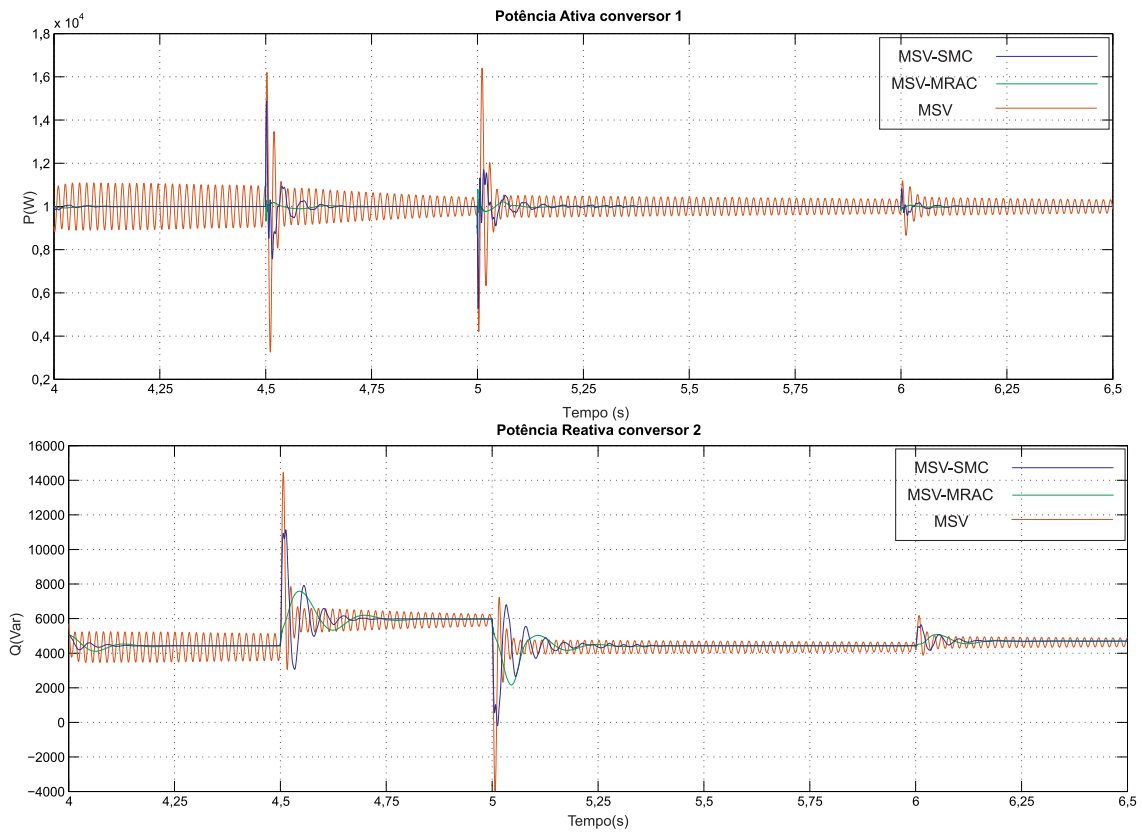 Potência Ativa conversor 1
x 10⁴
1,8
1,6
1,4
1,2
1
0,8
0,6
0,4
0,2
P(W)
MSV-SMC
MSV-MRAC
MSV
4 4,25 4,5 4,75 5 5,25 5,5 5,75 6 6,25 6,5
Tempo (s)
Potência Reativa conversor 2
16000
14000
12000
10000
8000
6000
4000
2000
0
−2000
−4000
Q(Var)
MSV-SMC
MSV-MRAC
MSV
4 4,25 4,5 4,75 5 5,25 5,5 5,75 6 6,25 6,5
Tempo(s)